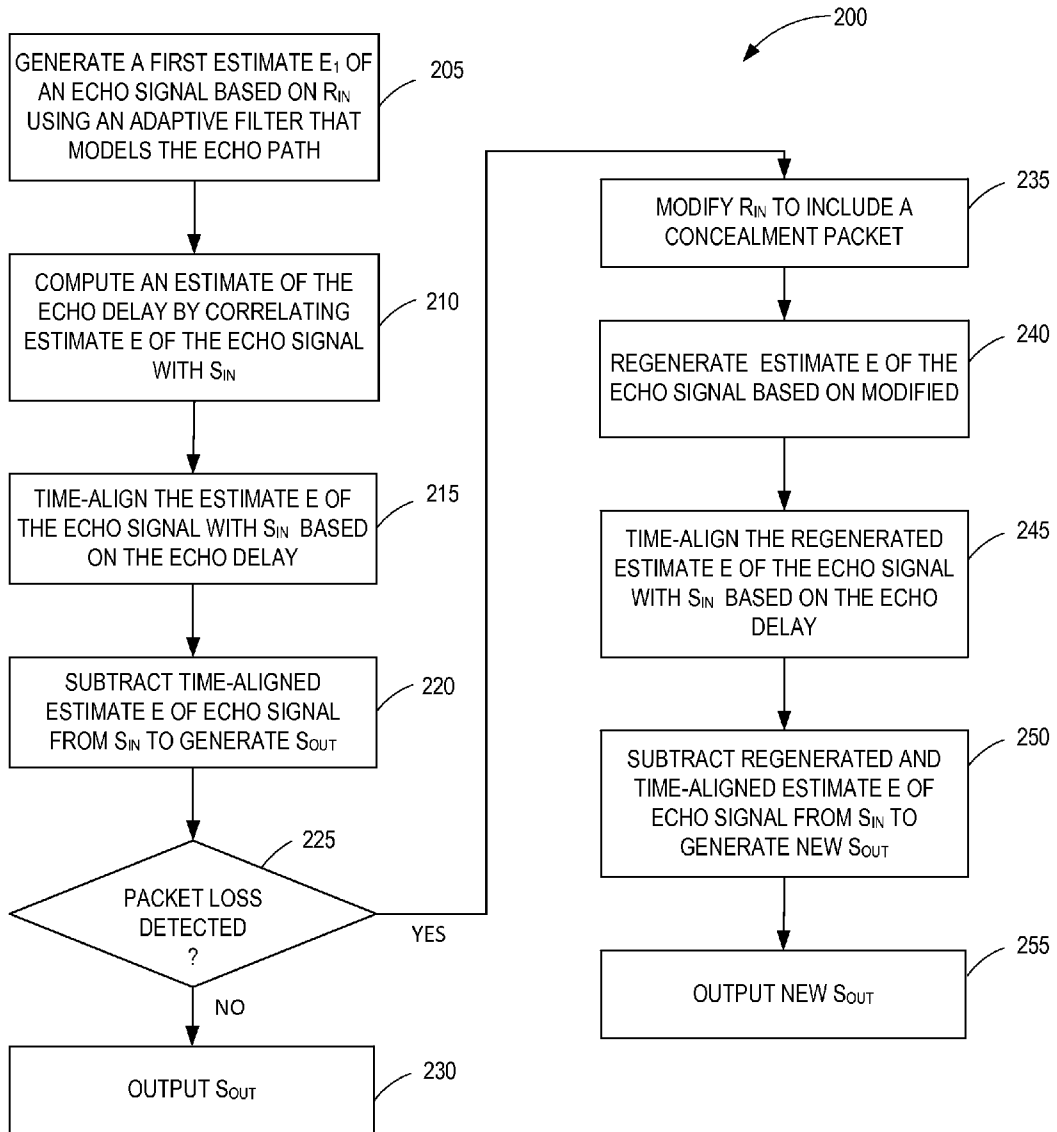 200
GENERATE A FIRST ESTIMATE E1 OF
AN ECHO SIGNAL BASED ON RIN
USING AN ADAPTIVE FILTER THAT
MODELS THE ECHO PATH
205
COMPUTE AN ESTIMATE OF THE
ECHO DELAY BY CORRELATING
ESTIMATE E OF THE ECHO SIGNAL
WITH SIN
210
TIME-ALIGN THE ESTIMATE E OF
THE ECHO SIGNAL WITH SIN BASED
ON THE ECHO DELAY
215
SUBTRACT TIME-ALIGNED
ESTIMATE E OF ECHO SIGNAL
FROM SIN TO GENERATE SOUT
220
225
PACKET LOSS
DETECTED
?
YES
NO
OUTPUT SOUT
230
MODIFY RIN TO INCLUDE A
CONCEALMENT PACKET
235
REGENERATE ESTIMATE E OF THE
ECHO SIGNAL BASED ON MODIFIED
240
TIME-ALIGN THE REGENERATED
ESTIMATE E OF THE ECHO SIGNAL
WITH SIN BASED ON THE ECHO
DELAY
245
SUBTRACT REGENERATED AND
TIME-ALIGNED ESTIMATE E OF
ECHO SIGNAL FROM SIN TO
GENERATE NEW SOUT
250
OUTPUT NEW SOUT
255